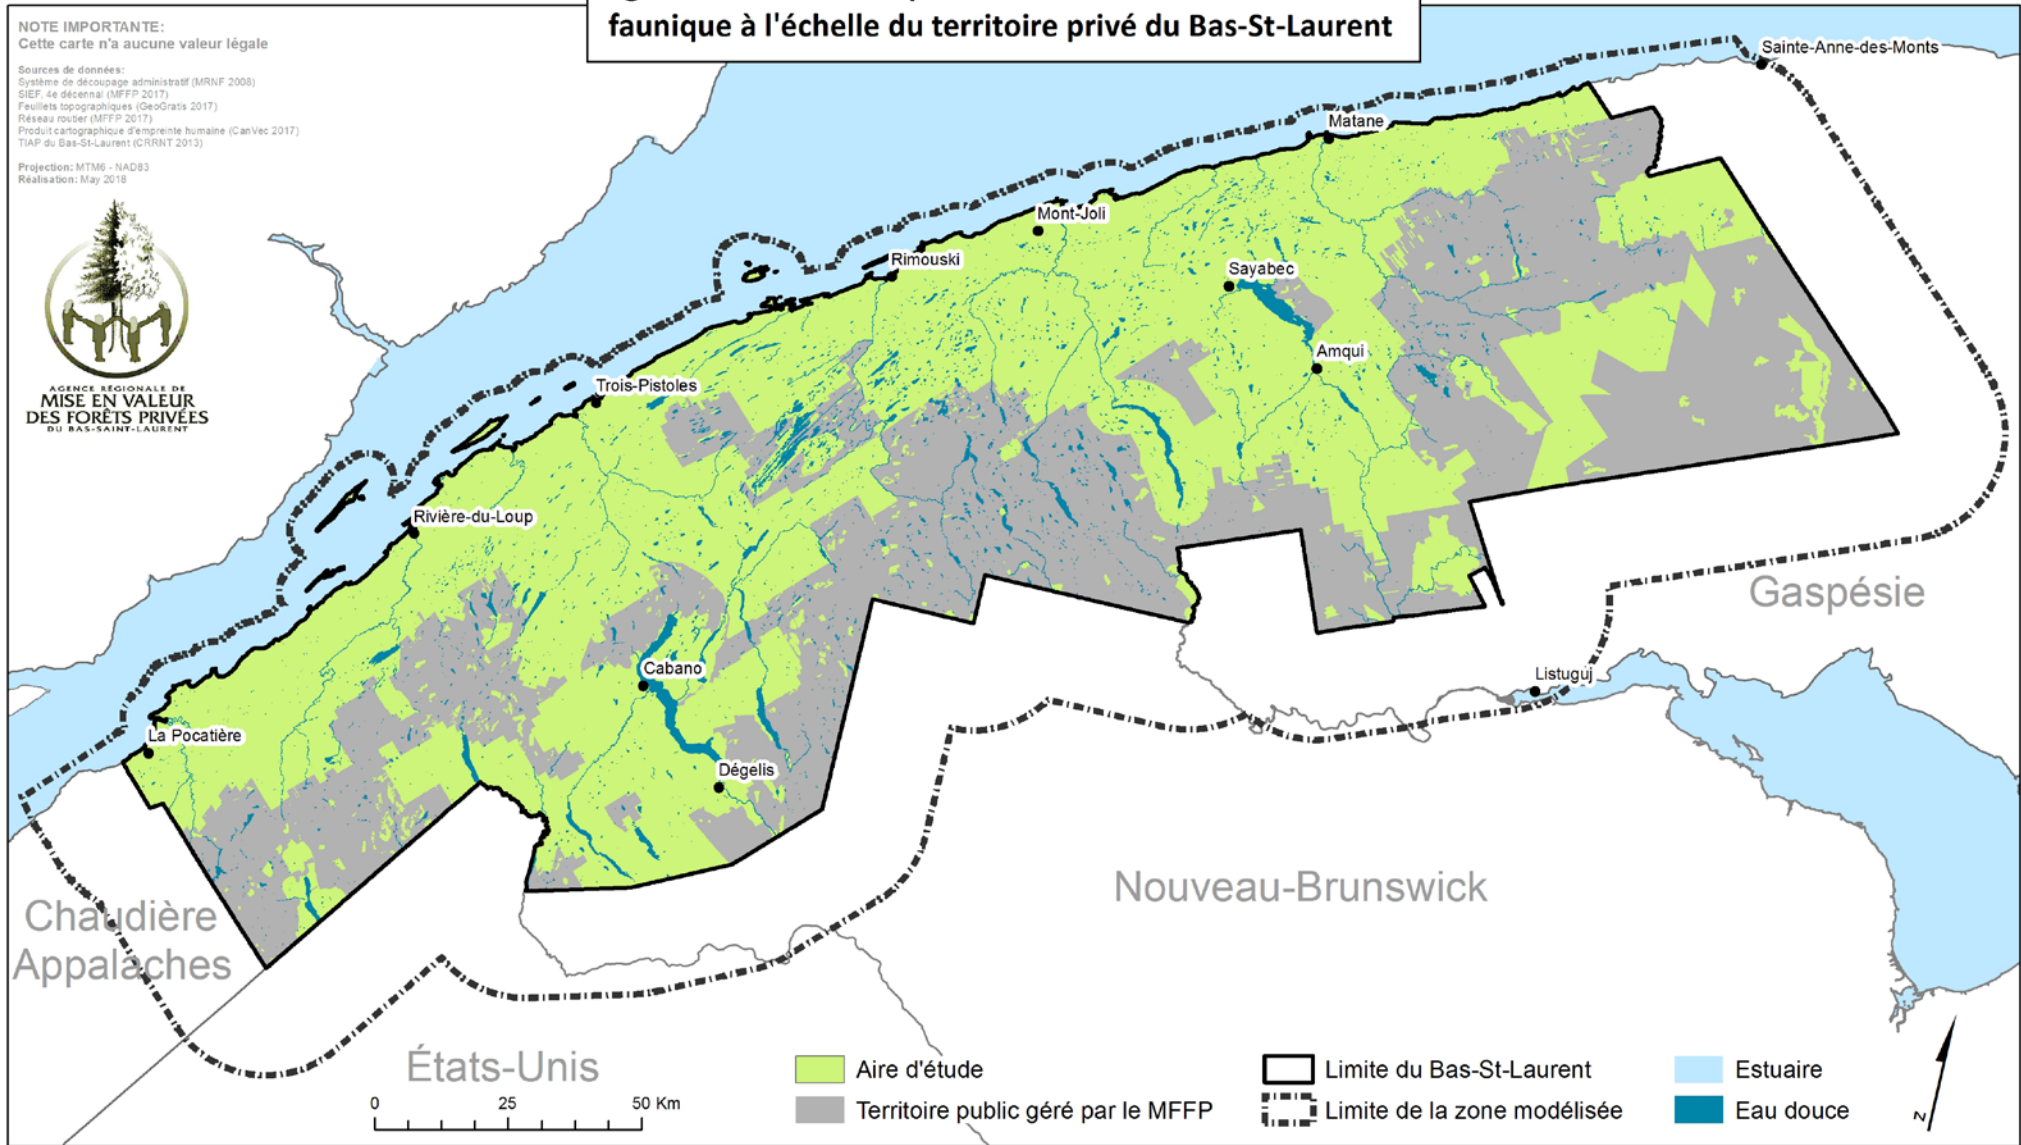 faunique à l'échelle du territoire privé du Bas-St-Laurent
NOTE IMPORTANTE:
Cette carte n'a aucune valeur légale
Sources de données:
Système de découpage administratif (MRNF 2008)
SIEF, 4e décennal (MFFP 2017)
Feuillets topographiques (GeoGratis 2017)
Réseau routier (MFFP 2017)
Produit cartographique d'empreinte humaine (CanVec 2017)
TIAP du Bas-St-Laurent (CRRNT 2013)
Projection: MTM6 - NAD83
Réalisation: May 2018
AGENCE RÉGIONALE DE
MISE EN VALEUR
DES FORÊTS PRIVÉES
DU BAS-SAINT-LAURENT
Sainte-Anne-des-Monts
Matane
Mont-Joli
Rimouski
Sayabec
Amqui
Trois-Pistoles
Rivière-du-Loup
Gaspésie
Cabano
Listuguj
La Pocatière
Dégelis
Nouveau-Brunswick
Chaudière
Appalaches
États-Unis
0 25 50 Km
Aire d'étude
Territoire public géré par le MFFP
Limite du Bas-St-Laurent
Limite de la zone modélisée
Estuaire
Eau douce
N